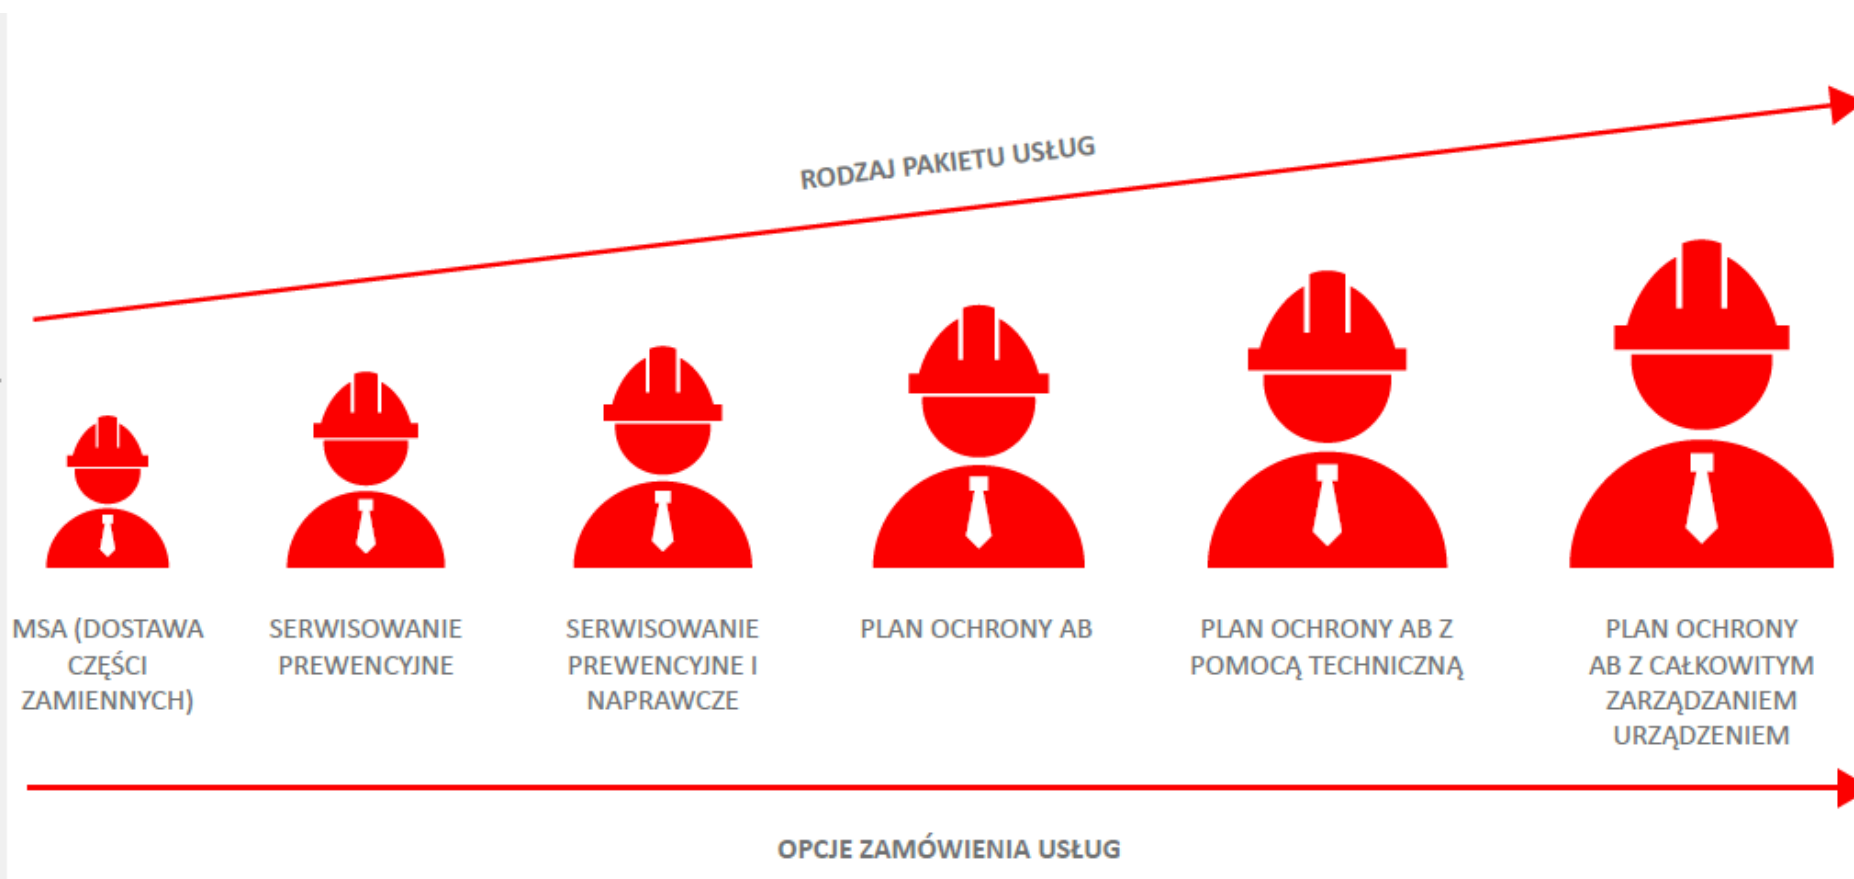 RODZAJ PAKIETU USŁUG
MSA (DOSTAWA
CZĘŚCI
ZAMIENNYCH)
SERWISOWANIE
PREWENCYJNE
SERWISOWANIE
PREWENCYJNE I
NAPRAWCZE
PLAN OCHRONY AB
PLAN OCHRONY AB Z
POMOCĄ TECHNICZNĄ
PLAN OCHRONY
AB Z CAŁKOWITYM
ZARZĄDZANIEM
URZĄDZENIEM
OPCJE ZAMÓWIENIA USŁUG